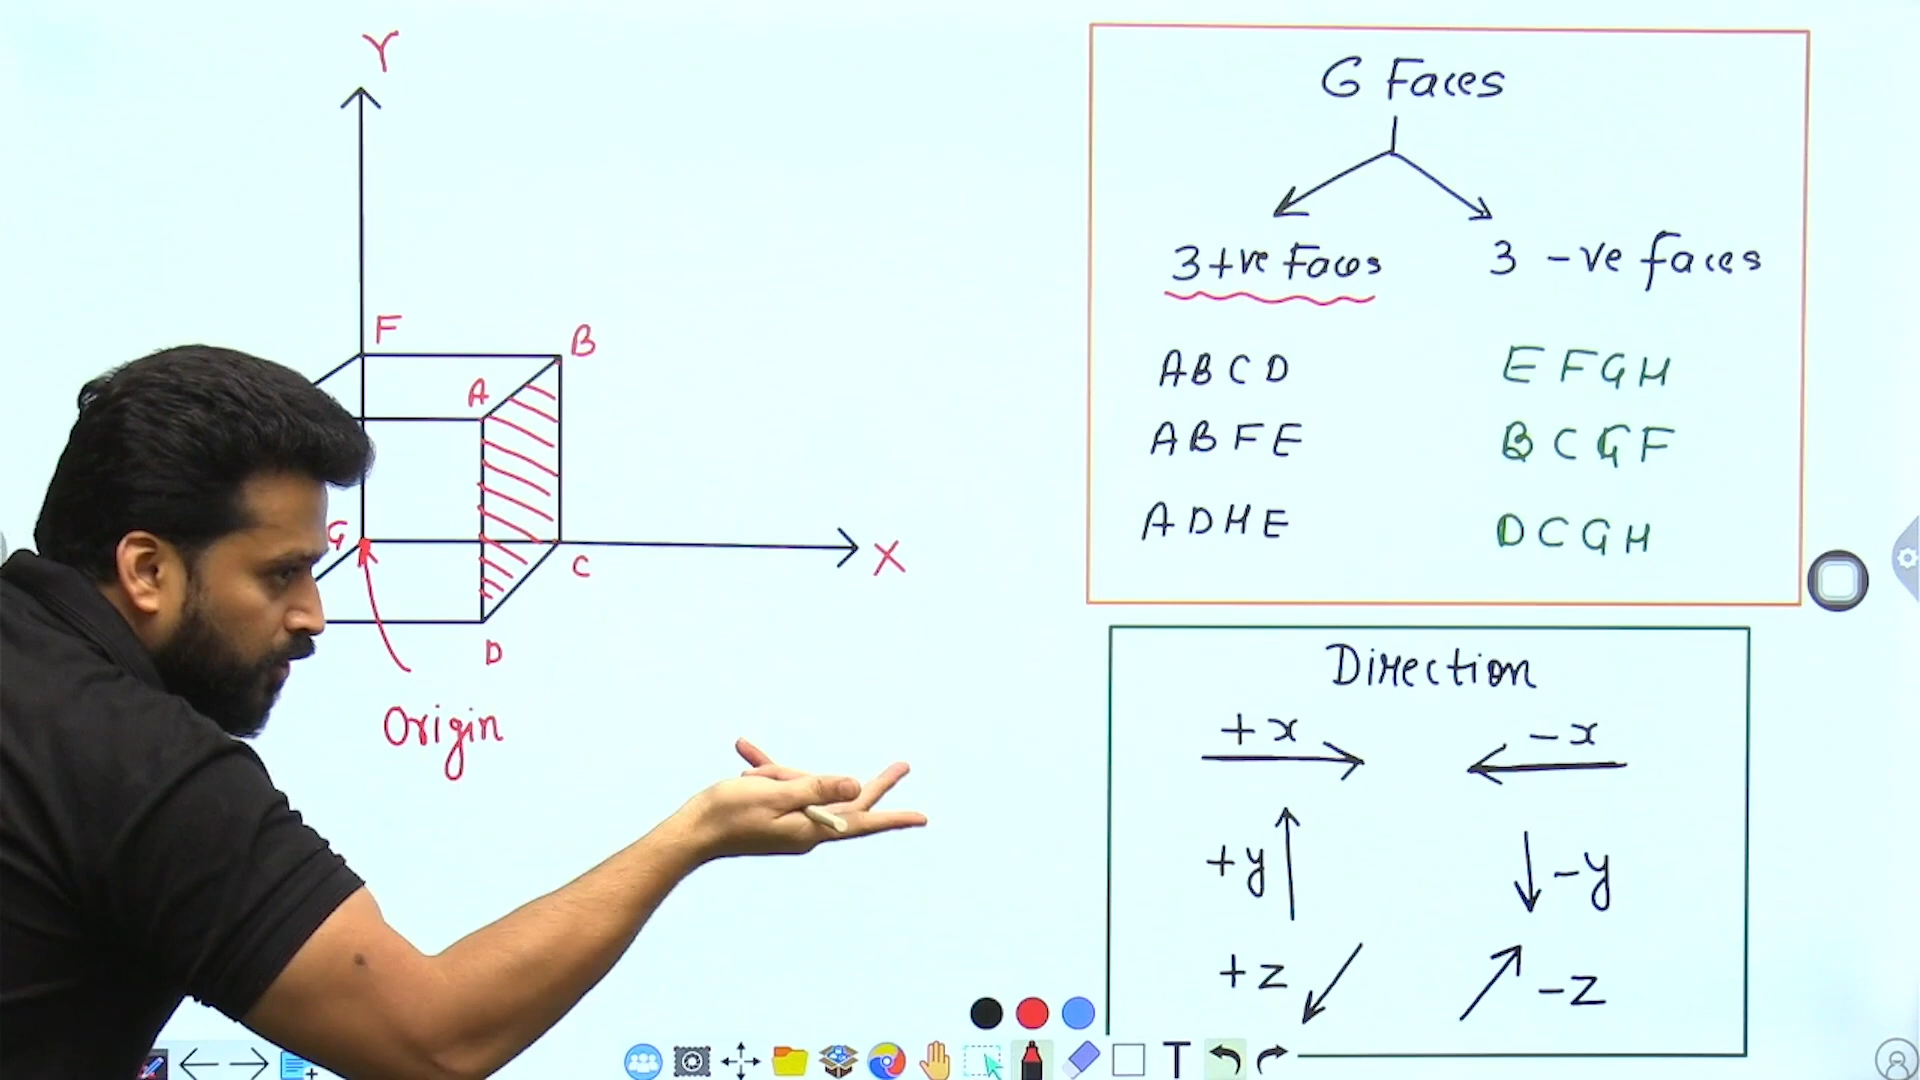 Y
F
B
A
G
C
X
D
Origin
6 Faces
3 +ve Faces
3 -ve faces
ABCD
EFGH
ABFE
BCGF
ADHE
DCGH
Direction
+x
-x
+y
-y
+z
-z
T